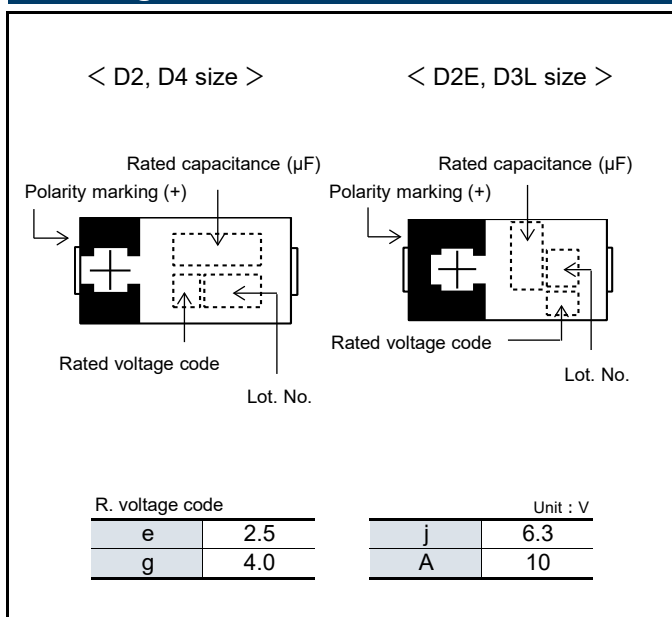 < D2, D4 size >
< D2E, D3L size >
Rated capacitance (µF)
Polarity marking (+)
Rated voltage code
Lot. No.
Rated capacitance (µF)
Polarity marking (+)
Rated voltage code
Lot. No.
R. voltage code
Unit : V
e 2.5
g 4.0
j 6.3
A 10